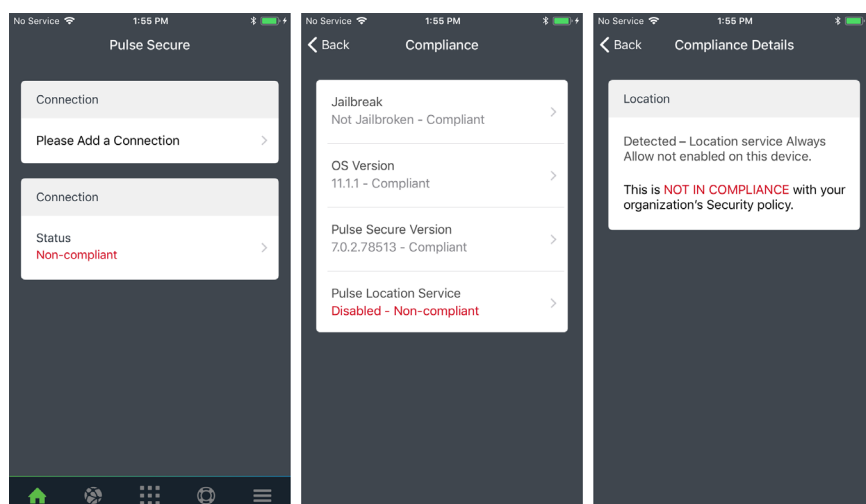 No Service 1:55 PM
Pulse Secure
Connection
Please Add a Connection
Connection
Status
Non-compliant
No Service 1:55 PM
Back Compliance
Jailbreak
Not Jailbroken - Compliant
OS Version
11.1.1 - Compliant
Pulse Secure Version
7.0.2.78513 - Compliant
Pulse Location Service
Disabled - Non-compliant
No Service 1:55 PM
Back Compliance Details
Location
Detected – Location service Always
Allow not enabled on this device.
This is NOT IN COMPLIANCE with your
organization's Security policy.